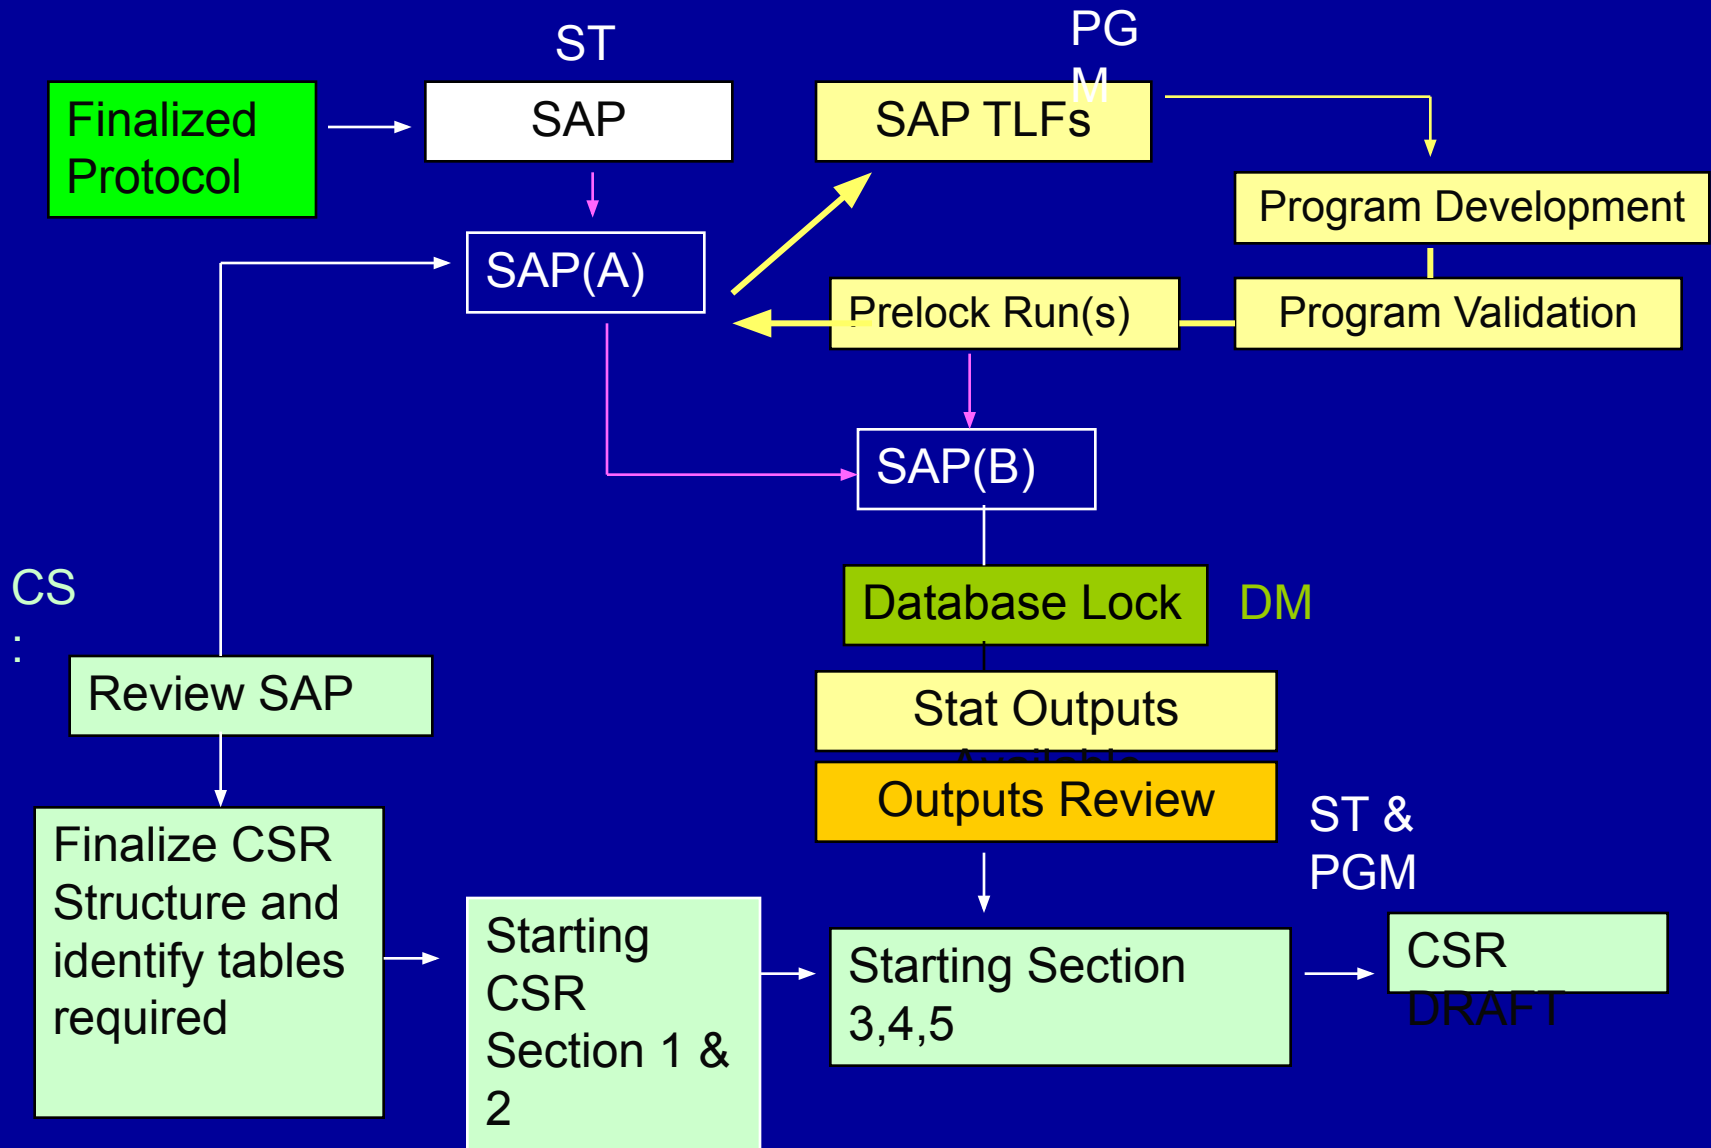 ST
PG
M
Finalized
Protocol
SAP
SAP TLFs
Program Development
SAP(A)
Prelock Run(s)
Program Validation
SAP(B)
CS
:
Database Lock
DM
Review SAP
Stat Outputs
Available
Outputs Review
ST &
PGM
Finalize CSR
Structure and
identify tables
required
Starting
CSR
Section 1 &
2
Starting Section
3,4,5
CSR
DRAFT